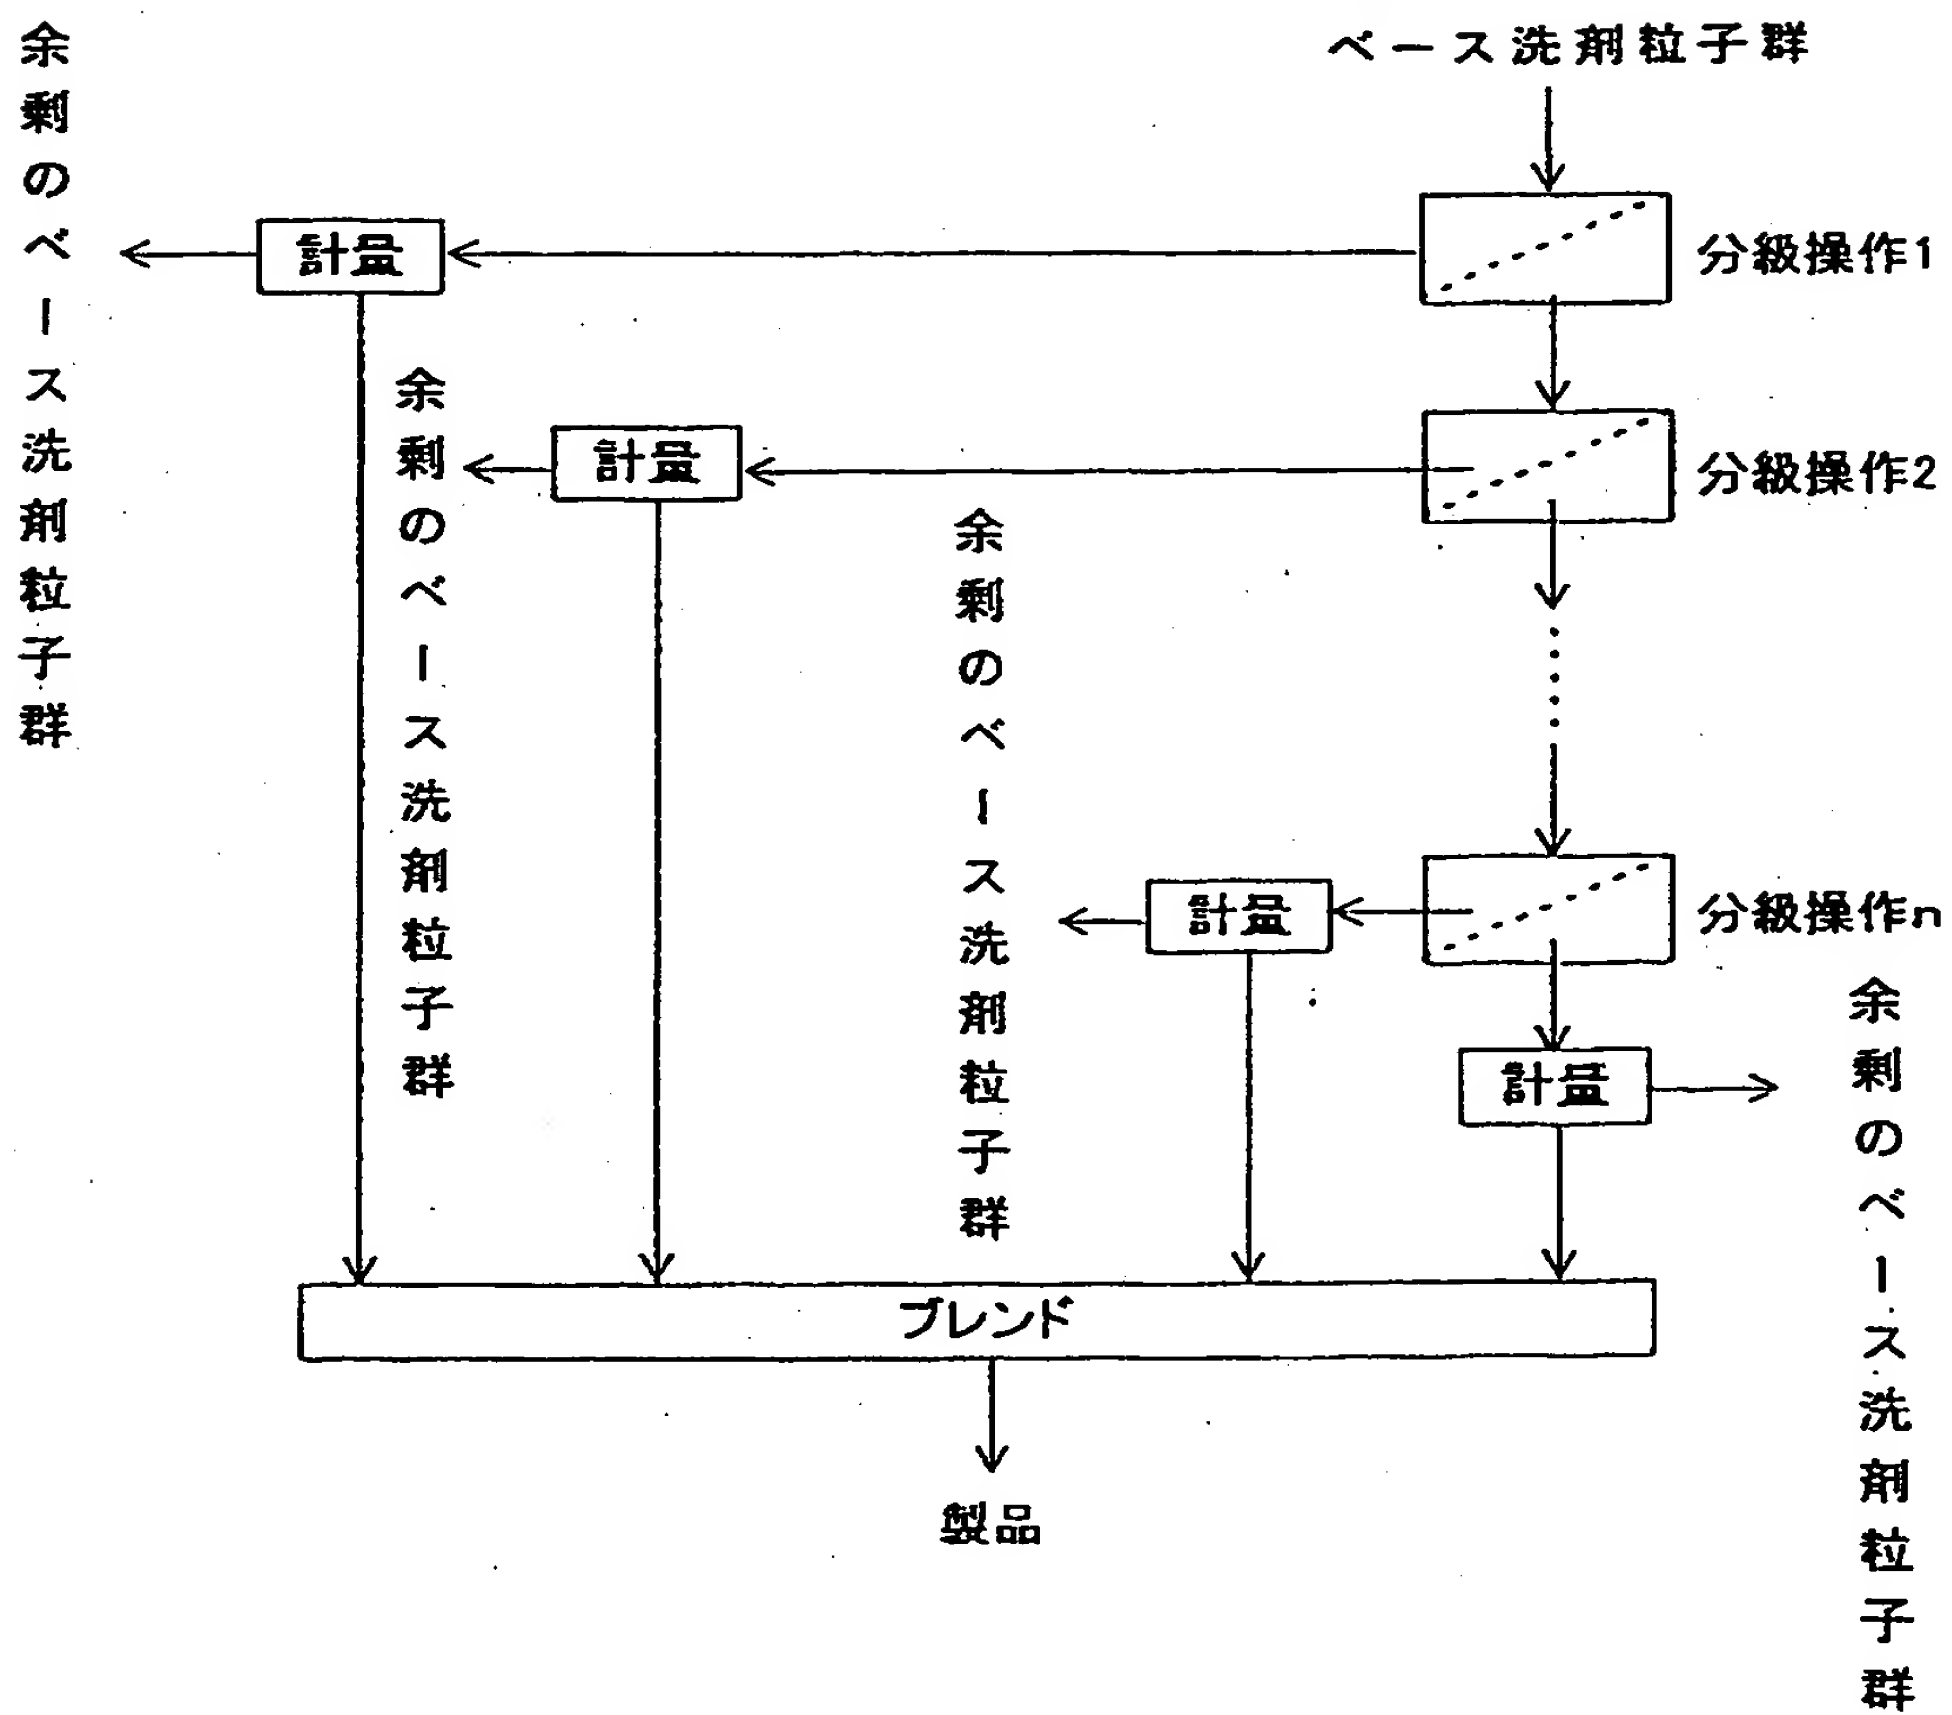 ベース洗剤粒子群
余剰のベース洗剤粒子群
計量
分級操作1
余剰のベース洗剤粒子群
計量
分級操作2
余剰のベース洗剤粒子群
計量
分級操作n
計量
余剰のベース洗剤粒子群
ブレンド
製品